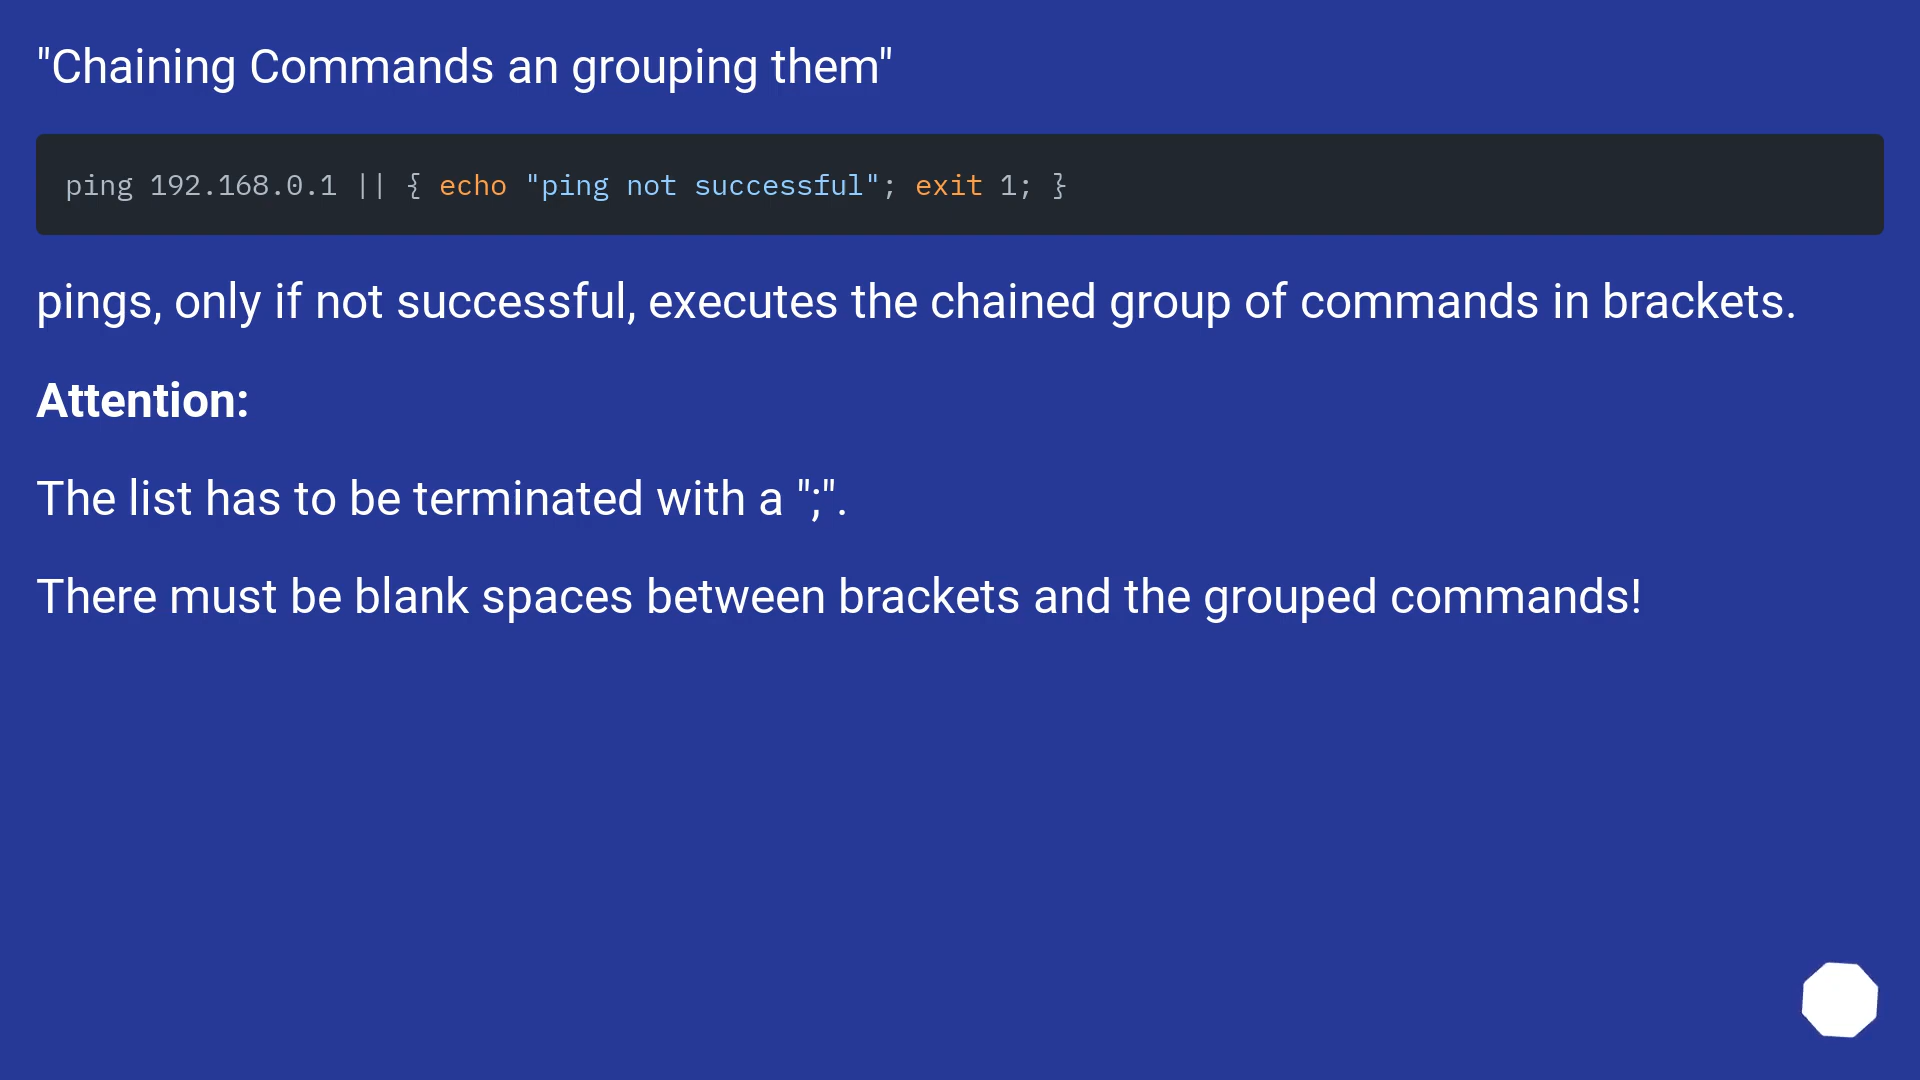 "Chaining Commands an grouping them"
ping 192.168.0.1 || { echo "ping not successful"; exit 1; }
pings, only if not successful, executes the chained group of commands in brackets.
Attention:
The list has to be terminated with a ";".
There must be blank spaces between brackets and the grouped commands!